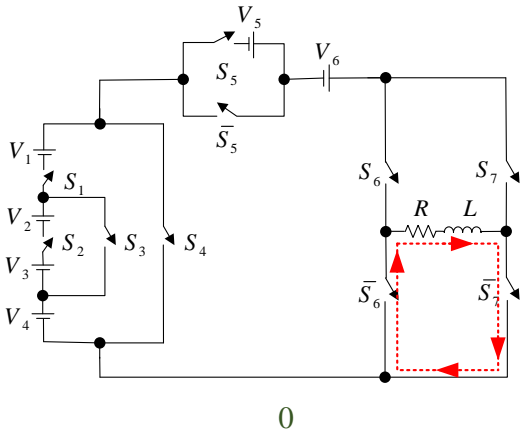 V₅
V₆
S₅
S̅₅
V₁
S₁
V₂
S₂
S₃
S₄
V₃
V₄
S₆
S₇
R
L
S̅₆
S̅₇
0